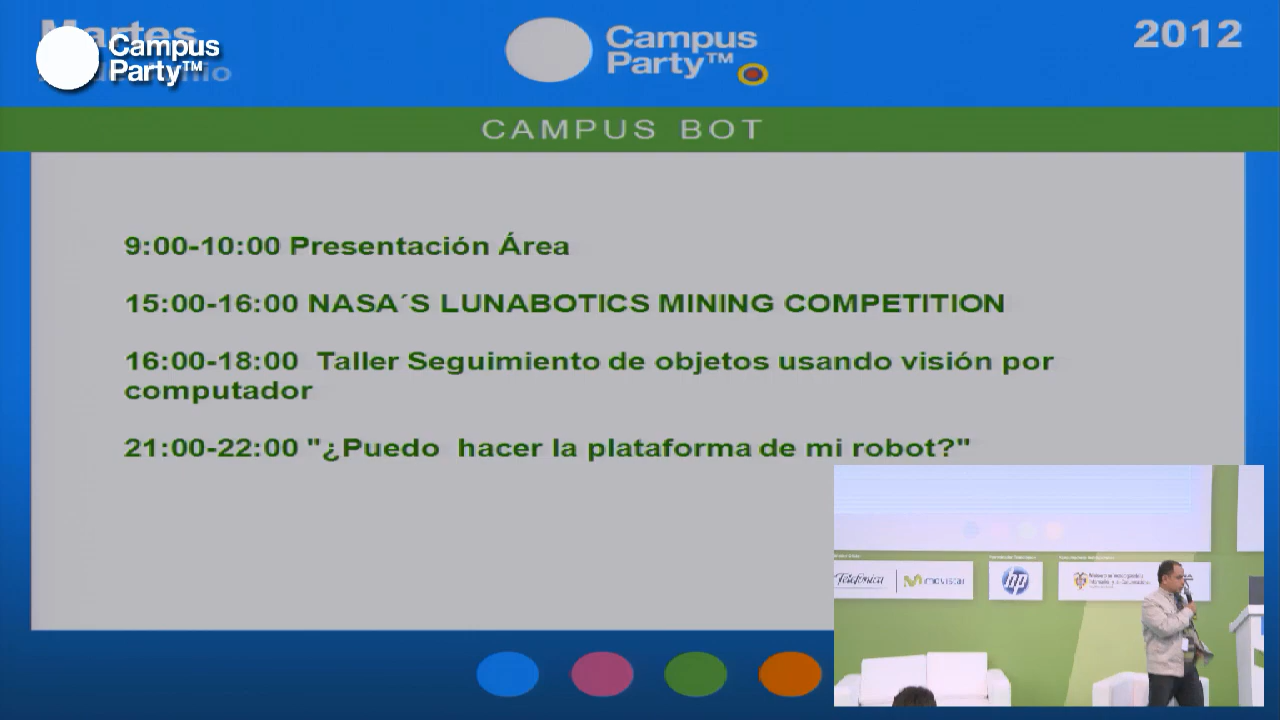 Martes
Campus
Party™
Campus
Party™
2012
CAMPUS BOT
9:00-10:00 Presentación Área
15:00-16:00 NASA´S LUNABOTICS MINING COMPETITION
16:00-18:00 Taller Seguimiento de objetos usando visión por
computador
21:00-22:00 "¿Puedo hacer la plataforma de mi robot?"
Telefónica
movistar
hp